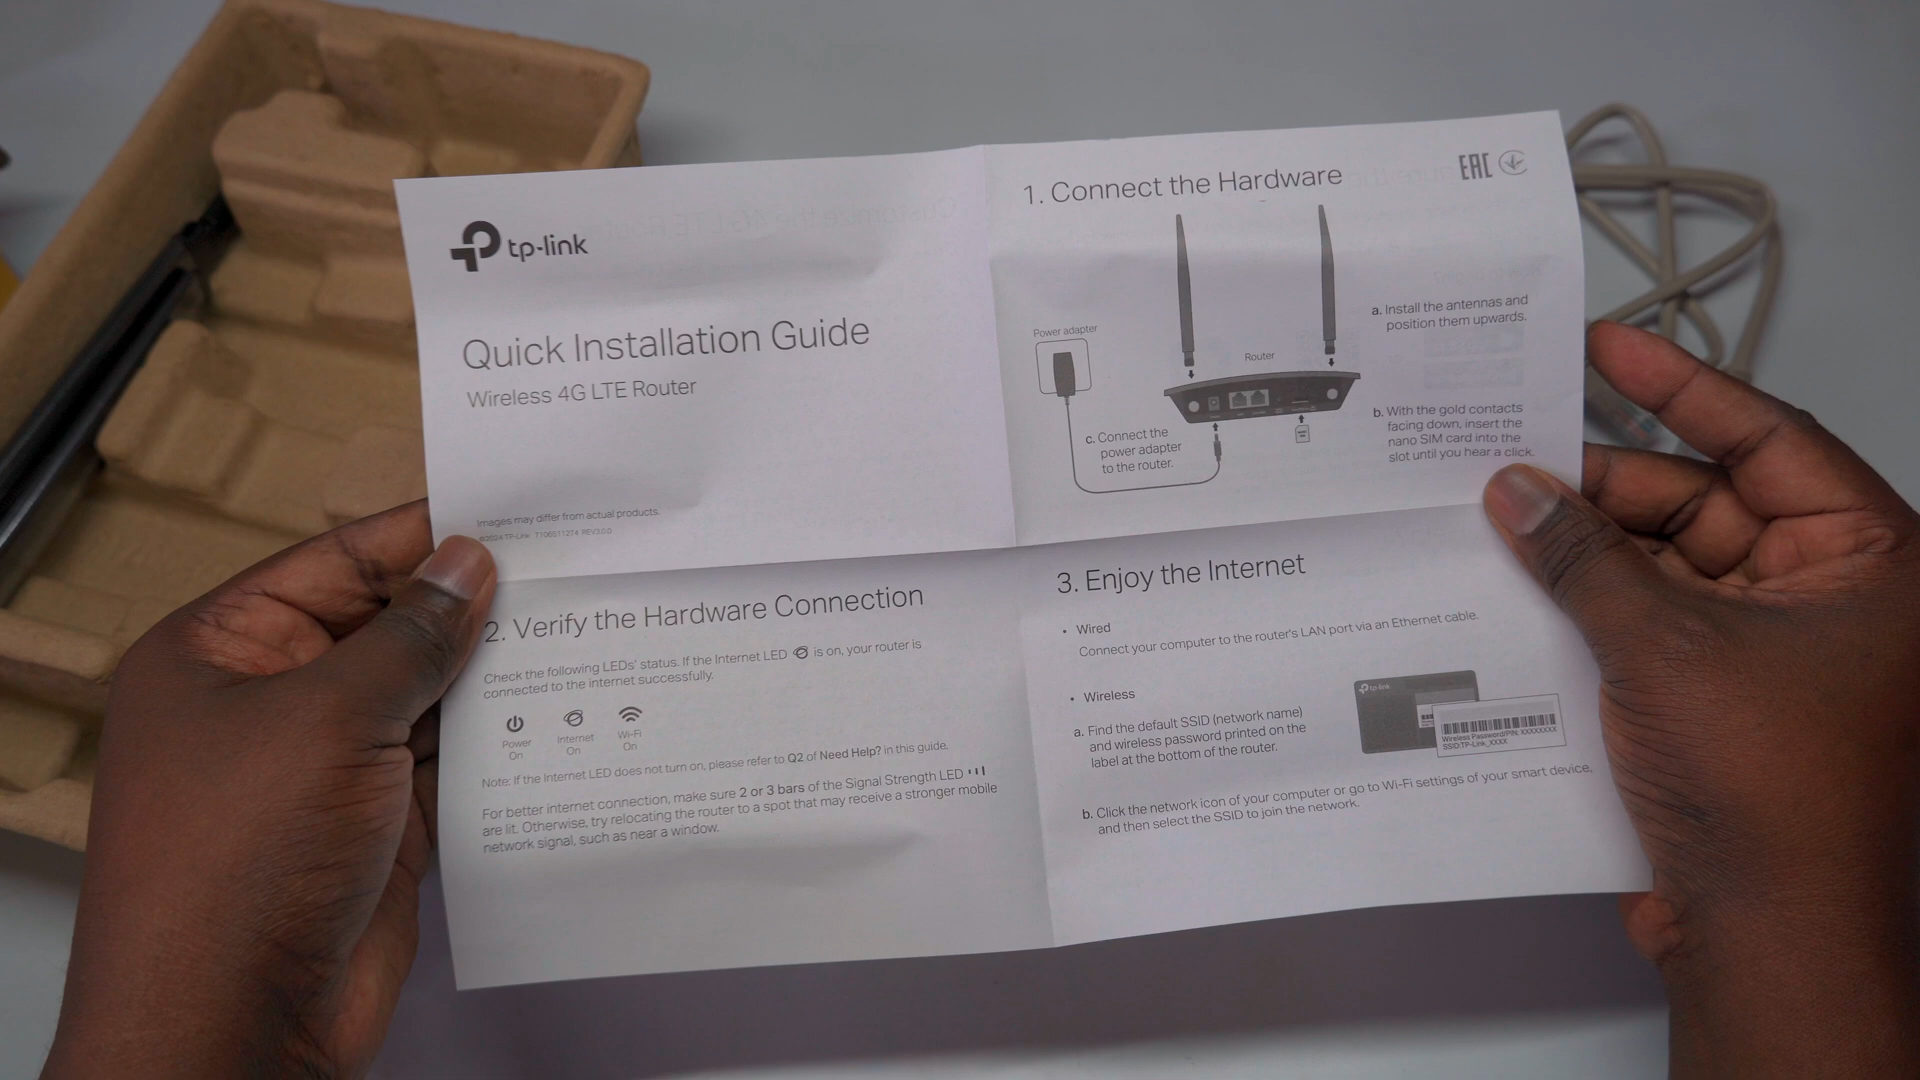 tp-link
Quick Installation Guide
Wireless 4G LTE Router
Images may differ from actual products.
©2024 TP-Link 7106511274 REV3.0.0
1. Connect the Hardware
EAC
Power adapter
Router
a. Install the antennas and
position them upwards.
b. With the gold contacts
facing down, insert the
nano SIM card into the
slot until you hear a click.
c. Connect the
power adapter
to the router.
2. Verify the Hardware Connection
Check the following LEDs' status. If the Internet LED is on, your router is
connected to the internet successfully.
Power
On
Internet
On
Wi-Fi
On
Note: If the Internet LED does not turn on, please refer to Q2 of Need Help? in this guide.
For better internet connection, make sure 2 or 3 bars of the Signal Strength LED
are lit. Otherwise, try relocating the router to a spot that may receive a stronger mobile
network signal, such as near a window.
3. Enjoy the Internet
• Wired
Connect your computer to the router's LAN port via an Ethernet cable.
• Wireless
a. Find the default SSID (network name)
and wireless password printed on the
label at the bottom of the router.
tp-link
Wireless Password/PIN: XXXXXXXX
SSID:TP-Link_XXXX
b. Click the network icon of your computer or go to Wi-Fi settings of your smart device,
and then select the SSID to join the network.